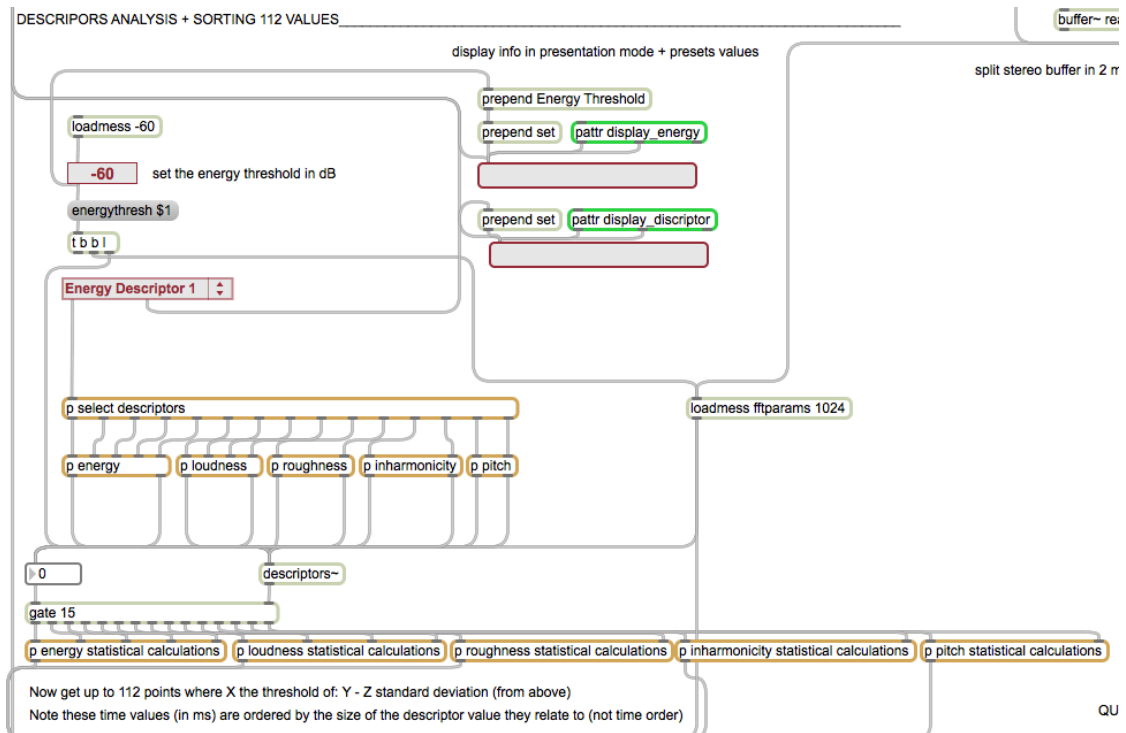 DESCRIPORS ANALYSIS + SORTING 112 VALUES
buffer~ rea
display info in presentation mode + presets values
split stereo buffer in 2 m
prepend Energy Threshold
loadmess -60
prepend set
pattr display_energy
-60
set the energy threshold in dB
energythresh $1
prepend set
pattr display_discriptor
t b b l
Energy Descriptor 1
p select descriptors
loadmess fftparams 1024
p energy
p loudness
p roughness
p inharmonicity
p pitch
0
descriptors~
gate 15
p energy statistical calculations
p loudness statistical calculations
p roughness statistical calculations
p inharmonicity statistical calculations
p pitch statistical calculations
Now get up to 112 points where X the threshold of: Y - Z standard deviation (from above)
Note these time values (in ms) are ordered by the size of the descriptor value they relate to (not time order)
QU